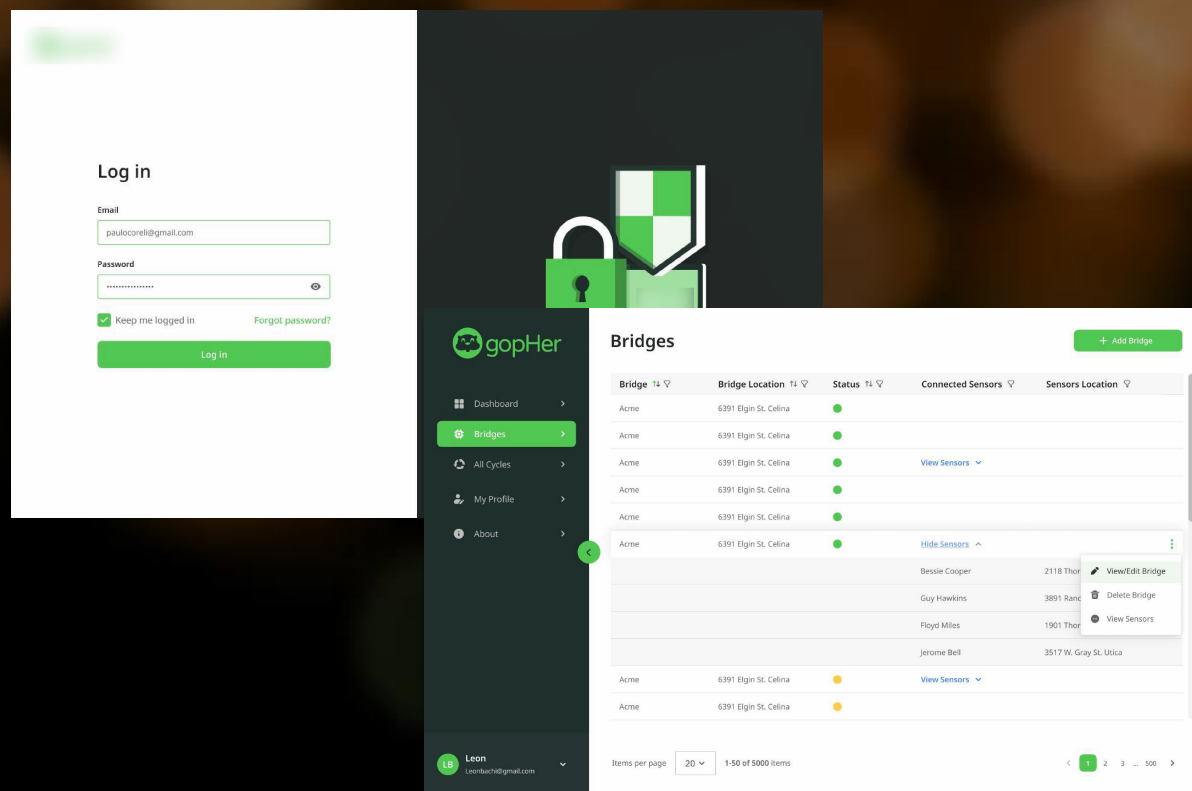 Log in
Email
paulocoreli@gmail.com
Password
Keep me logged in Forgot password?
Log in
gopHer
Dashboard
Bridges
All Cycles
My Profile
About
LB
Leon
Leonbachi@gmail.com
Bridges
+ Add Bridge
Bridge Bridge Location Status Connected Sensors Sensors Location
Acme 6391 Elgin St. Celina
Acme 6391 Elgin St. Celina
Acme 6391 Elgin St. Celina View Sensors
Acme 6391 Elgin St. Celina
Acme 6391 Elgin St. Celina
Acme 6391 Elgin St. Celina Hide Sensors
Bessie Cooper 2118 Thor
Guy Hawkins 3891 Ranc
Floyd Miles 1901 Thor
Jerome Bell 3517 W. Gray St. Utica
View/Edit Bridge
Delete Bridge
View Sensors
Acme 6391 Elgin St. Celina View Sensors
Acme 6391 Elgin St. Celina
Items per page 20 1-50 of 5000 items
1 2 3 ... 500